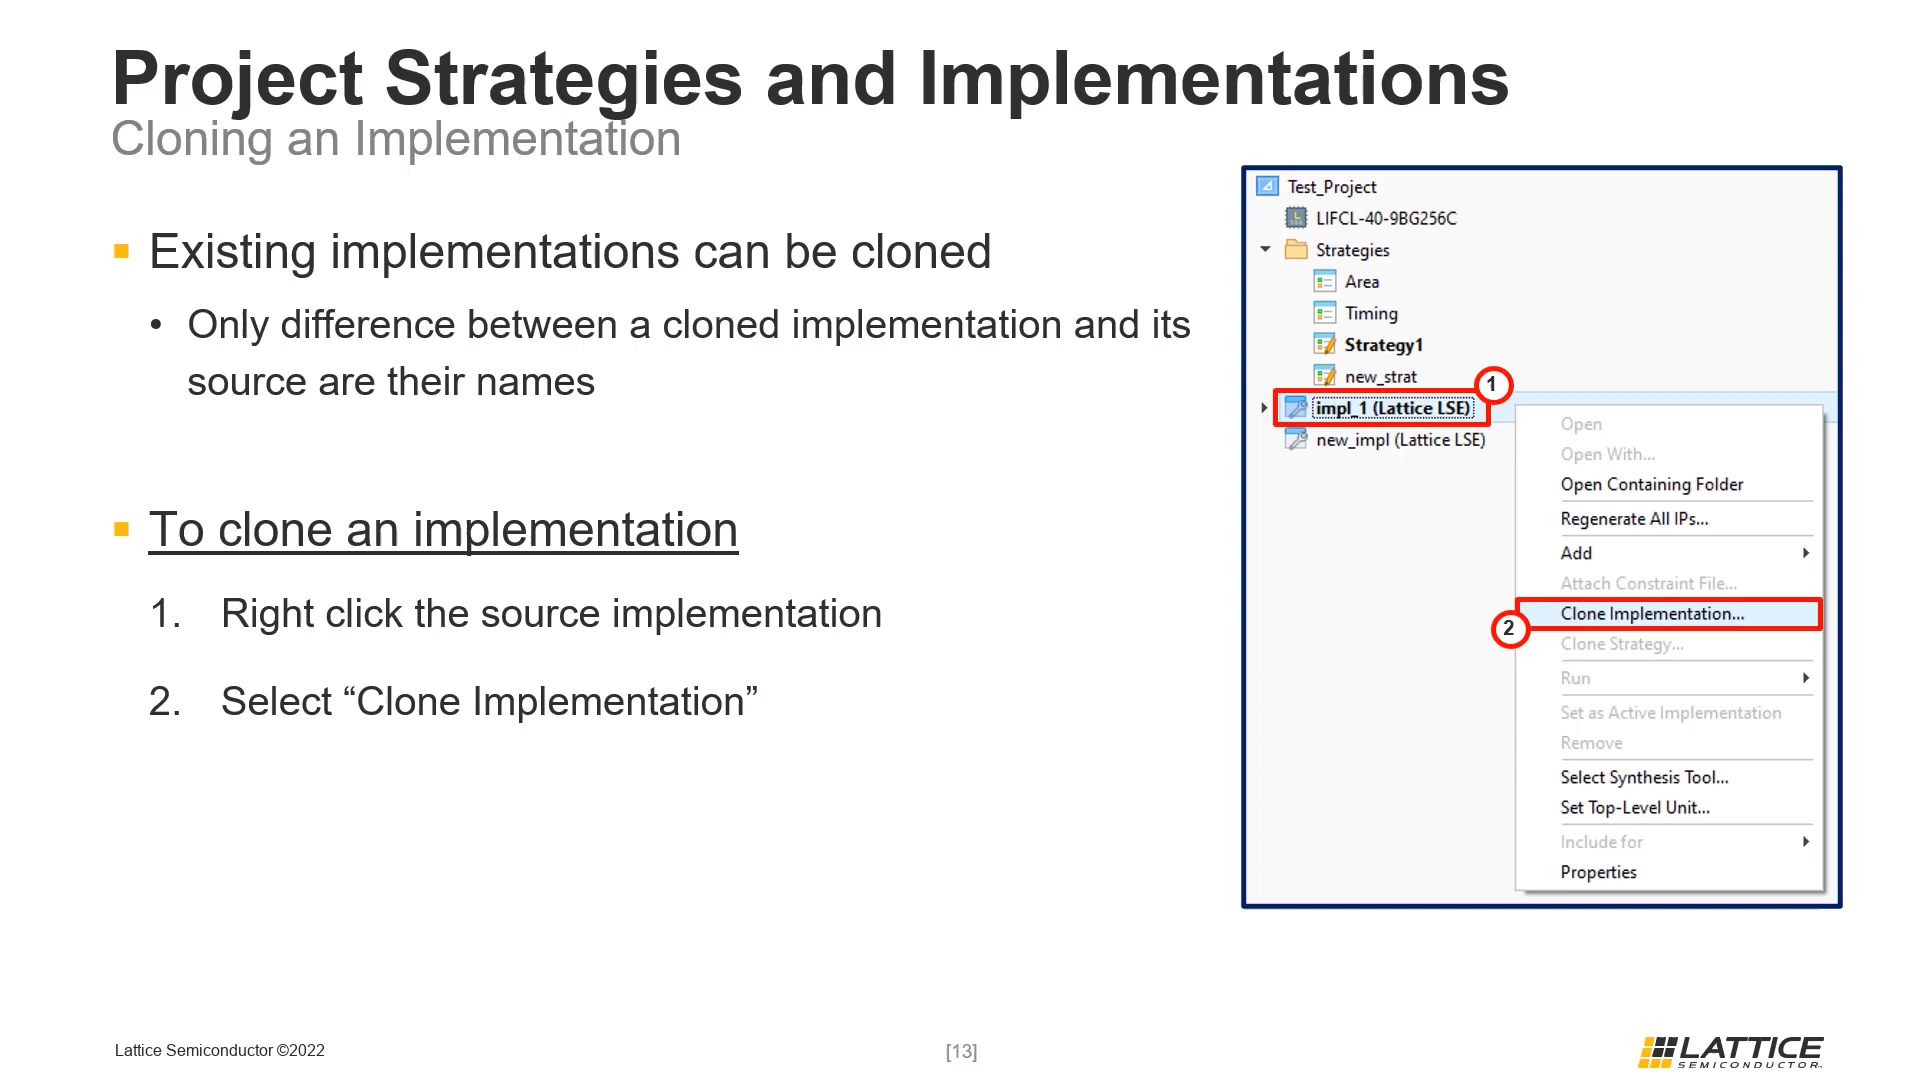 Project Strategies and Implementations
Cloning an Implementation
▪ Existing implementations can be cloned
• Only difference between a cloned implementation and its
source are their names
▪ To clone an implementation
1. Right click the source implementation
2. Select “Clone Implementation”
Test_Project
LIFCL-40-9BG256C
Strategies
Area
Timing
Strategy1
new_strat
1
impl_1 (Lattice LSE)
new_impl (Lattice LSE)
Open
Open With...
Open Containing Folder
Regenerate All IPs...
Add
Attach Constraint File...
Clone Implementation...
2
Clone Strategy...
Run
Set as Active Implementation
Remove
Select Synthesis Tool...
Set Top-Level Unit...
Include for
Properties
Lattice Semiconductor ©2022
[13]
LATTICE
SEMICONDUCTOR